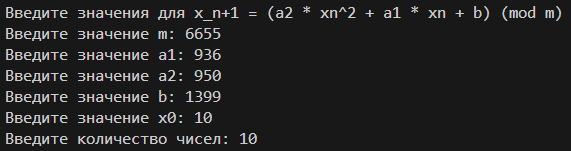 Введите значения для x_n+1 = (a2 * xn^2 + a1 * xn + b) (mod m)
Введите значение m: 6655
Введите значение a1: 936
Введите значение a2: 950
Введите значение b: 1399
Введите значение x0: 10
Введите количество чисел: 10